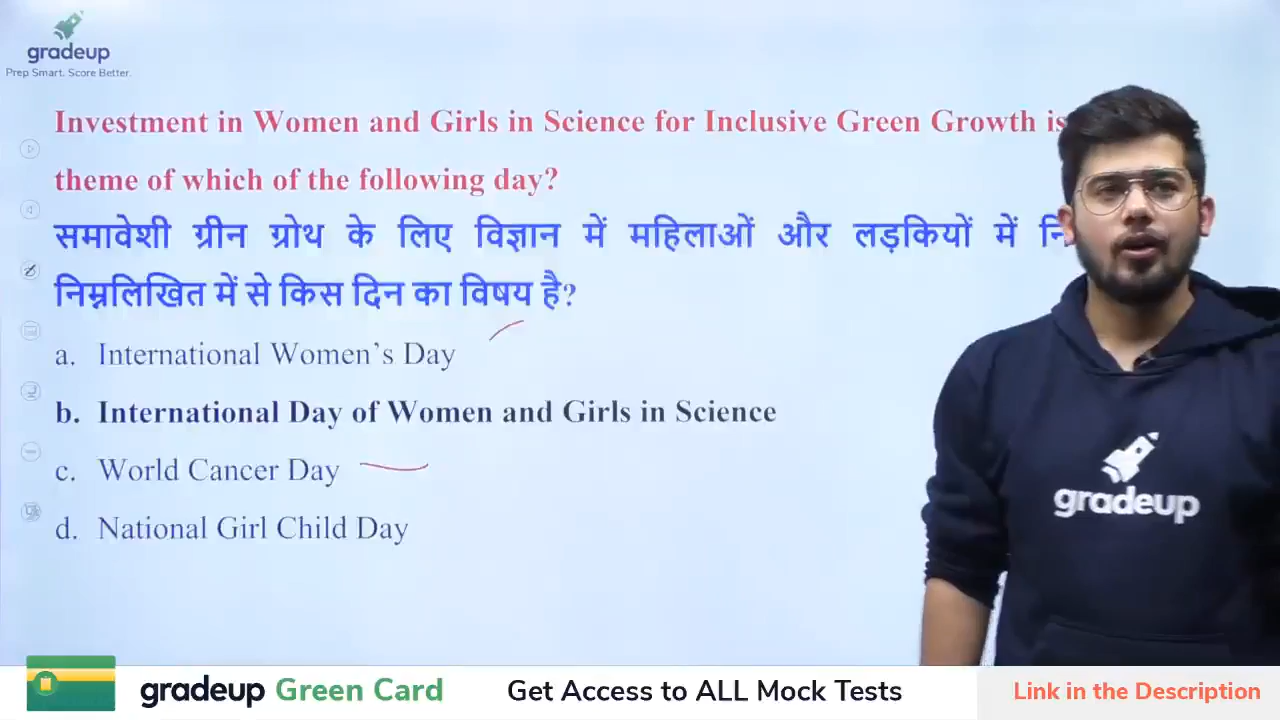 gradeup
Prep Smart. Score Better.
Investment in Women and Girls in Science for Inclusive Green Growth is
theme of which of the following day?
समावेशी ग्रीन ग्रोथ के लिए विज्ञान में महिलाओं और लड़कियों में
निम्नलिखित में से किस दिन का विषय है?
a. International Women’s Day
b. International Day of Women and Girls in Science
c. World Cancer Day
d. National Girl Child Day
gradeup
gradeup Green Card Get Access to ALL Mock Tests Link in the Description